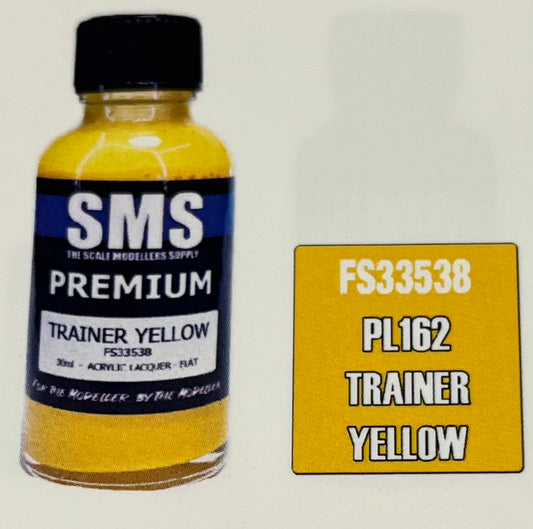 SMS
THE SCALE MODELLERS SUPPLY
PREMIUM
TRAINER YELLOW
FS33538
30ml - ACRYLIC LACQUER - FLAT
FOR THE MODELLER, BY THE MODELLER
FS33538
PL162
TRAINER
YELLOW